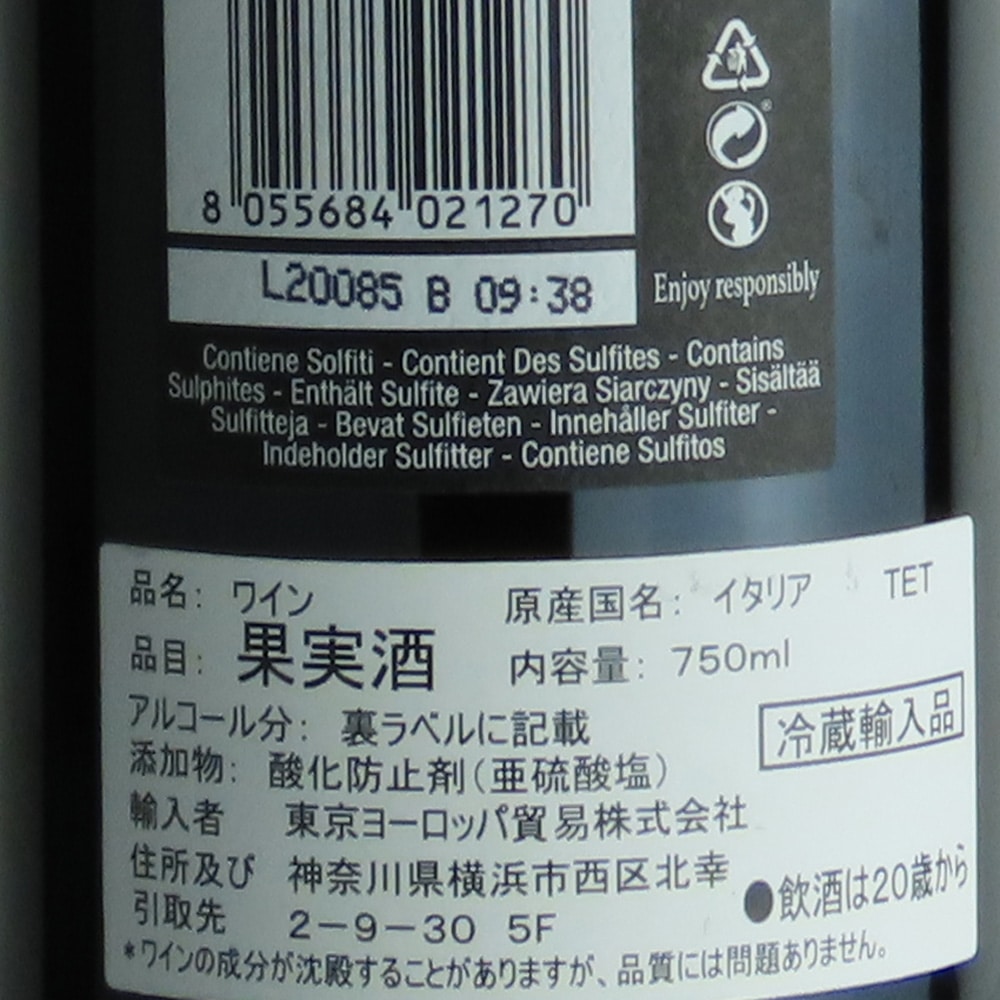 8 055684 021270
L20085 B 09:38
®
Enjoy responsibly
Contiene Solfiti - Contient Des Sulfites - Contains
Sulphites - Enthält Sulfite - Zawiera Siarczyny - Sisältää
Sulfitteja - Bevat Sulfieten - Innehåller Sulfiter -
Indeholder Sulfitter - Contiene Sulfitos
品名: ワイン 原産国名: イタリア TET
品目: 果実酒 内容量: 750ml
アルコール分: 裏ラベルに記載
冷蔵輸入品
添加物: 酸化防止剤(亜硫酸塩)
輸入者 東京ヨーロッパ貿易株式会社
住所及び 神奈川県横浜市西区北幸
引取先 2-9-30 5F
●飲酒は20歳から
*ワインの成分が沈殿することがありますが、品質には問題ありません。